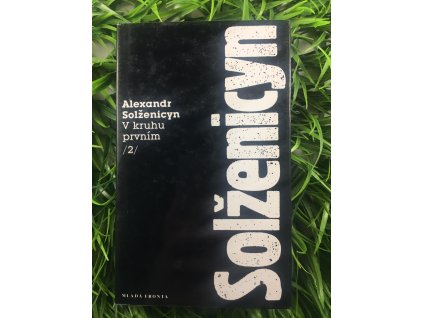 Alexandr
Solženicyn
V kruhu
prvním
/2/
Solženicyn
MLADÁ FRONTA